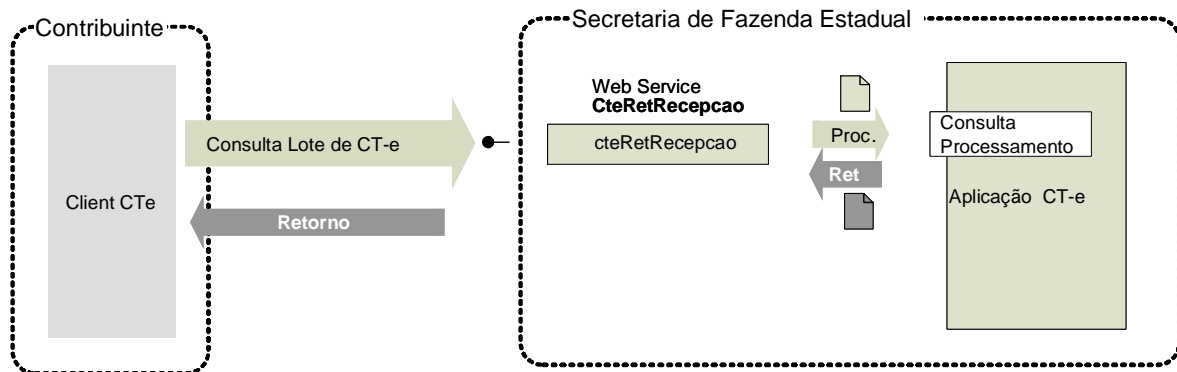 Contribuinte
Secretaria de Fazenda Estadual
Client CTe
Consulta Lote de CT-e
Retorno
Web Service
CteRetRecepcao
cteRetRecepcao
Proc.
Ret
Consulta
Processamento
Aplicação CT-e